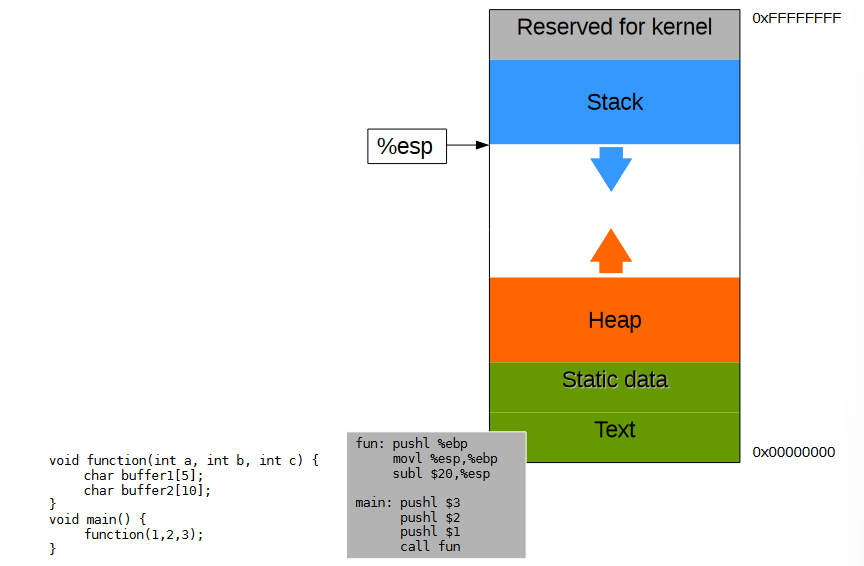 Reserved for kernel
0xFFFFFFFF
Stack
%esp
Heap
Static data
Text
0x00000000
void function(int a, int b, int c) {
char buffer1[5];
char buffer2[10];
}
void main() {
function(1,2,3);
}
fun: pushl %ebp
movl %esp,%ebp
subl $20,%esp
main: pushl $3
pushl $2
pushl $1
call fun